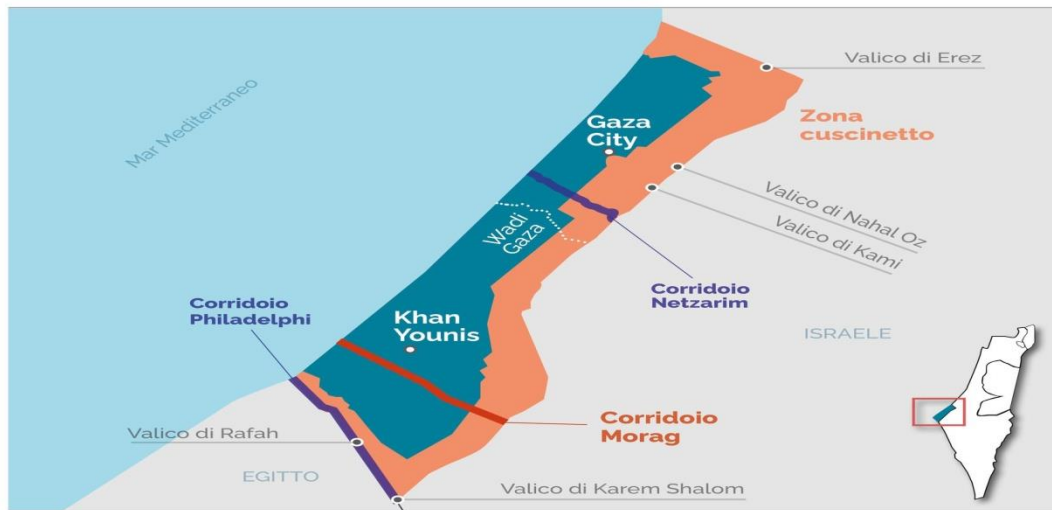 Valico di Erez
Mar Mediterraneo
Zona
cuscinetto
Gaza
City
Valico di Nahal Oz
Valico di Kami
Wadi
Gaza
Corridoio
Netzarim
Corridoio
Philadelphi
Khan
Younis
ISRAELE
Corridoio
Morag
Valico di Rafah
EGITTO
Valico di Karem Shalom